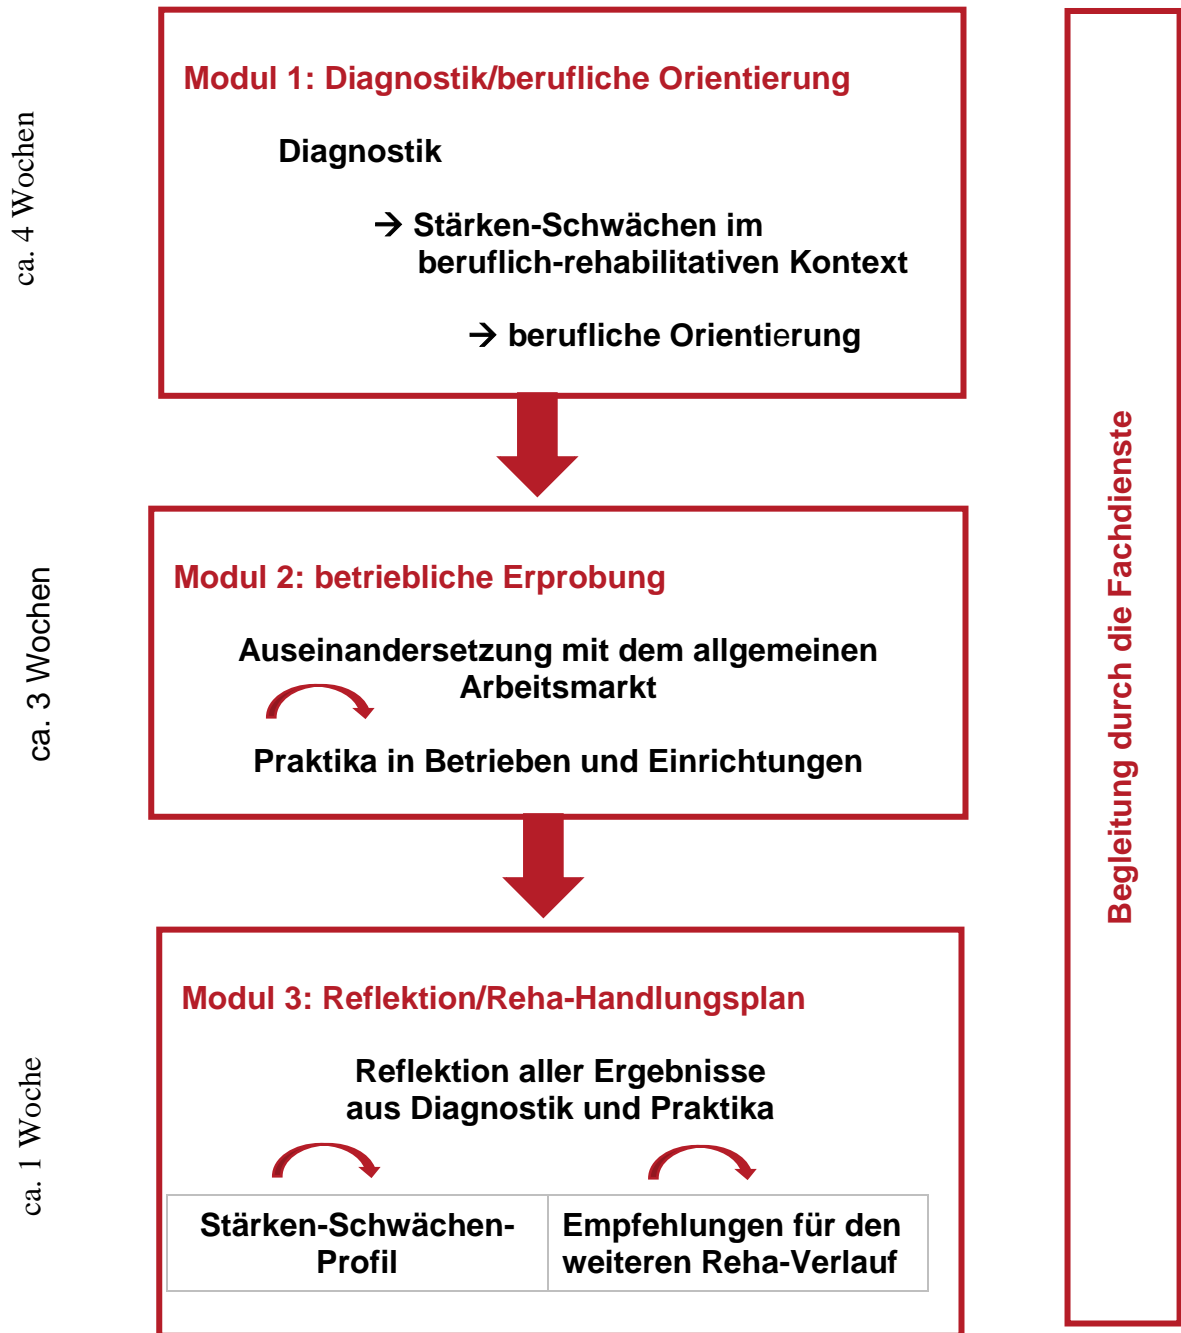 ca. 4 Wochen
Modul 1: Diagnostik/berufliche Orientierung
Diagnostik
→ Stärken-Schwächen im
beruflich-rehabilitativen Kontext
→ berufliche Orientierung
ca. 3 Wochen
Modul 2: betriebliche Erprobung
Auseinandersetzung mit dem allgemeinen
Arbeitsmarkt
Praktika in Betrieben und Einrichtungen
ca. 1 Woche
Modul 3: Reflektion/Reha-Handlungsplan
Reflektion aller Ergebnisse
aus Diagnostik und Praktika
Stärken-Schwächen-
Profil
Empfehlungen für den
weiteren Reha-Verlauf
Begleitung durch die Fachdienste